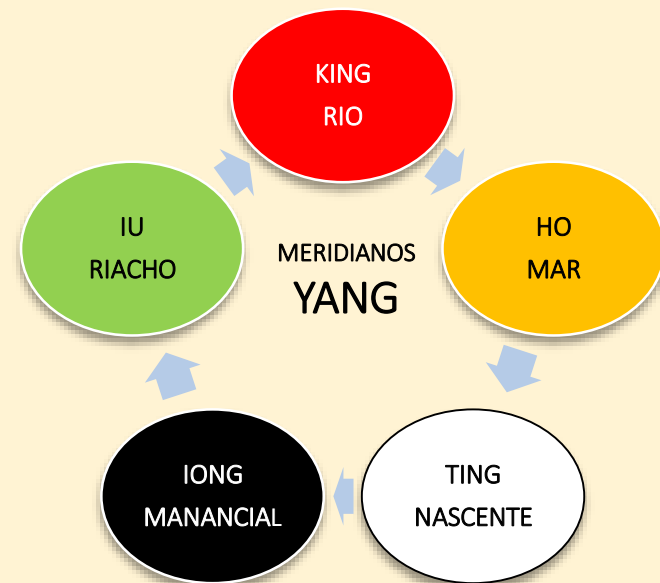 KING
RIO
IU
RIACHO
MERIDIANOS
YANG
HO
MAR
IONG
MANANCIAL
TING
NASCENTE